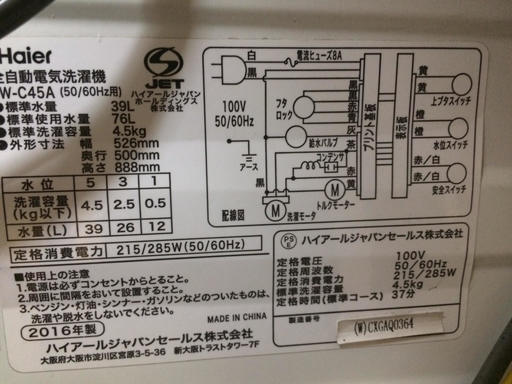 Haier
全自動電気洗濯機
W-C45A (50/60Hz用)
●標準水量 39L
●標準使用水量 76L
●標準洗濯容量 4.5kg
●外形寸法 幅 526mm
奥行 500mm
高さ 888mm
JET
ハイアールジャパン
ホールディングス
株式会社
水位 5 3 1
洗濯容量(kg以下) 4.5 2.5 0.5
水量(L) 39 26 12
定格消費電力 215/285W(50/60Hz)
白
電流ヒューズ8A
黒
100V
50/60Hz
アース
フタロック
黒
黒
赤
青
給水バルブ
灰
茶
コンデンサ
黒
赤
黄
M
洗濯モータ
M
トルクモーター
配線図
プリント基板
表示板
黄
黄
上ブタスイッチ
橙
橙
水位スイッチ
赤/白
赤/白
安全スイッチ
■使用上の注意
1.電源は必ずコンセントからとること。
2.周囲に間隔をおいて設置すること。
3.ベンジン・灯油・シンナー・ガソリンなどのついたものは、
洗濯や脱水をしないでください。
2016年製
MADE IN CHINA
ハイアールジャパンセールス株式会社
大阪府大阪市淀川区宮原3-5-36 新大阪トラストタワー7F
PS
E
ハイアールジャパンセールス株式会社
定格電圧 100V
定格周波数 50/60Hz
定格消費電力 215/285W
標準洗濯容量 4.5kg
定格時間(標準コース) 37分
製造番号
(W)CXGAQ0364